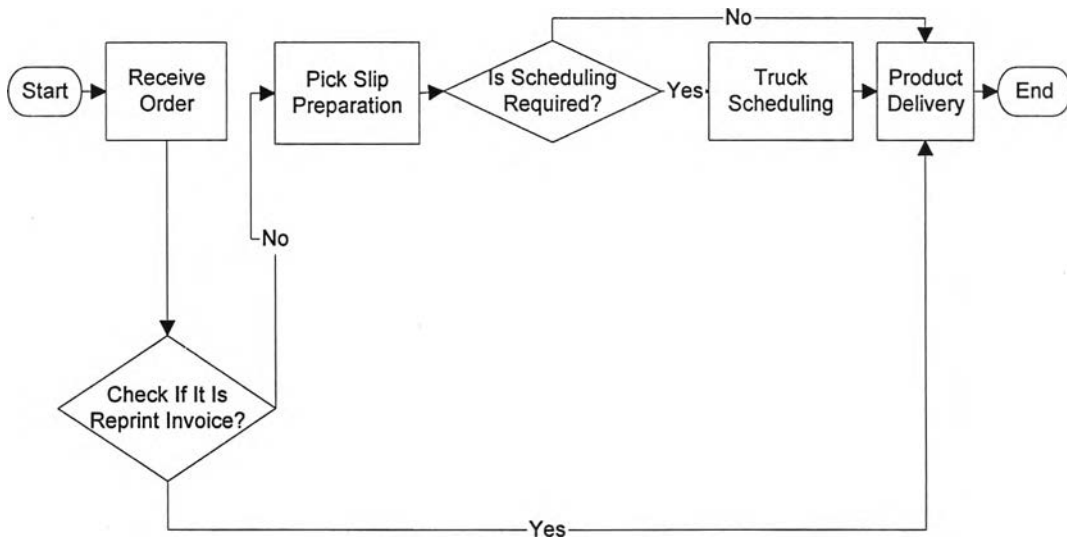 Start
Receive
Order
Pick Slip
Preparation
Is Scheduling
Required?
No
Yes
Truck
Scheduling
Product
Delivery
End
No
Check If It Is
Reprint Invoice?
Yes